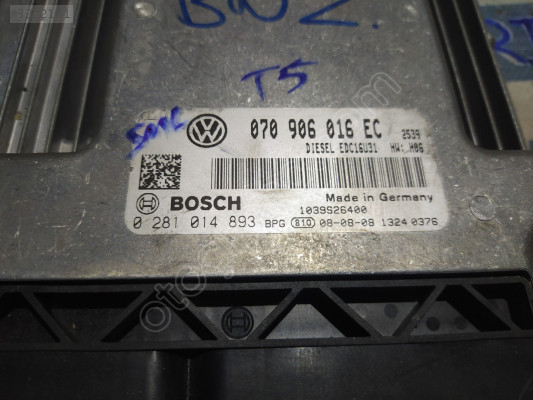 BNZ.
T5
070 906 016 EC 2539
DIESEL EDC16U31 HW: H06
BOSCH
Made in Germany
1039S26400
0 281 014 893 BPG 810 08-08-08 1324 0376